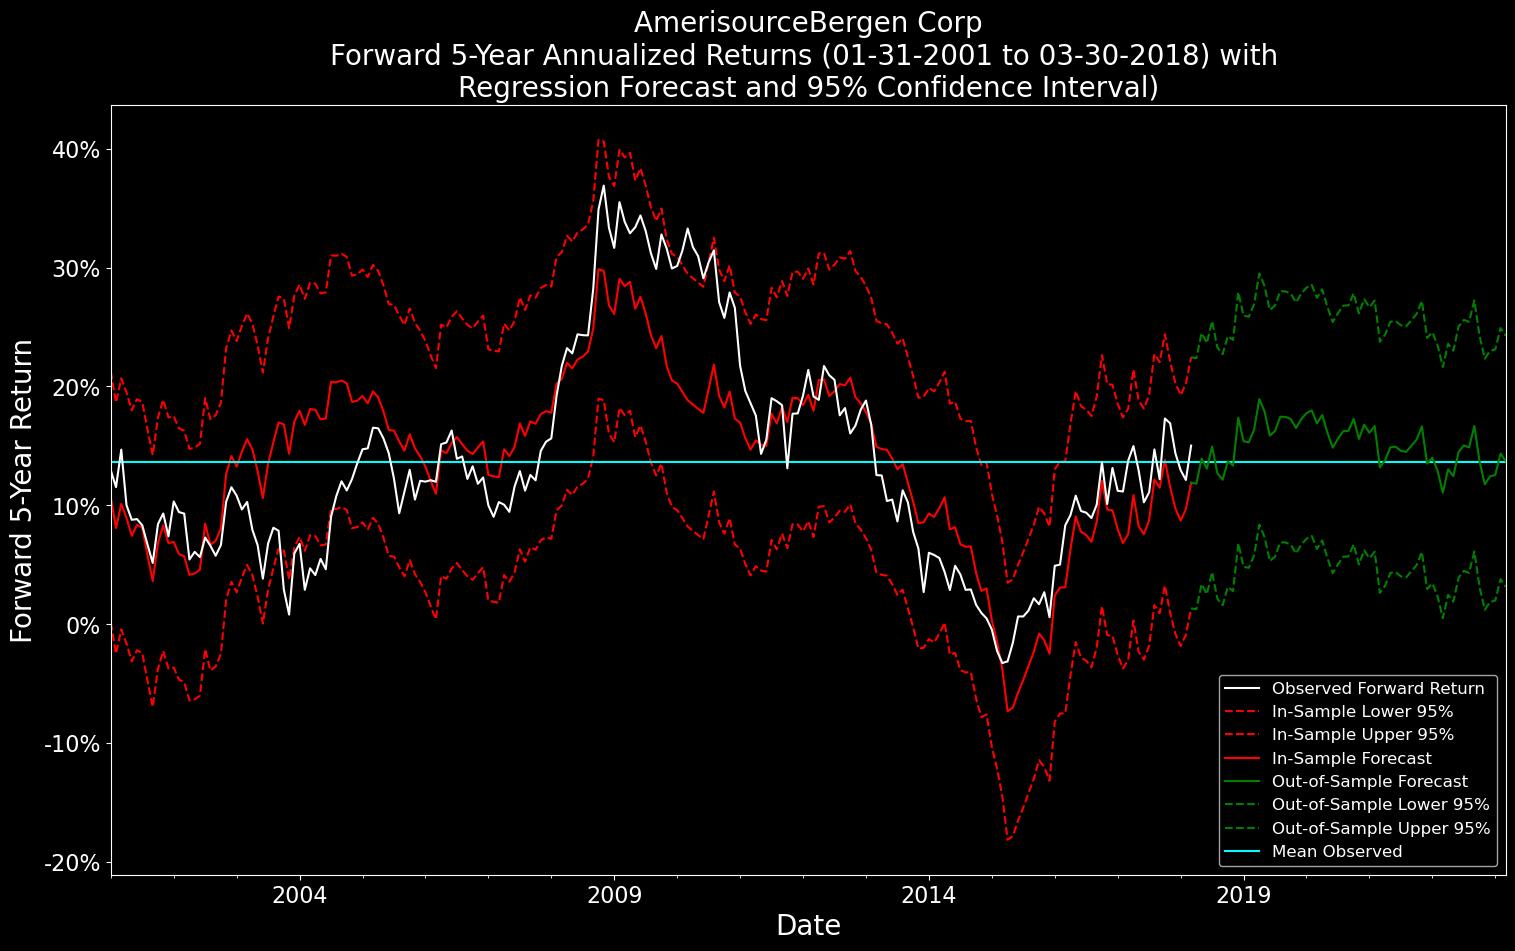 AmerisourceBergen Corp
Forward 5-Year Annualized Returns (01-31-2001 to 03-30-2018) with
Regression Forecast and 95% Confidence Interval)
Forward 5-Year Return
40%
30%
20%
10%
0%
-10%
-20%
2004
2009
2014
2019
Date
Observed Forward Return
In-Sample Lower 95%
In-Sample Upper 95%
In-Sample Forecast
Out-of-Sample Forecast
Out-of-Sample Lower 95%
Out-of-Sample Upper 95%
Mean Observed